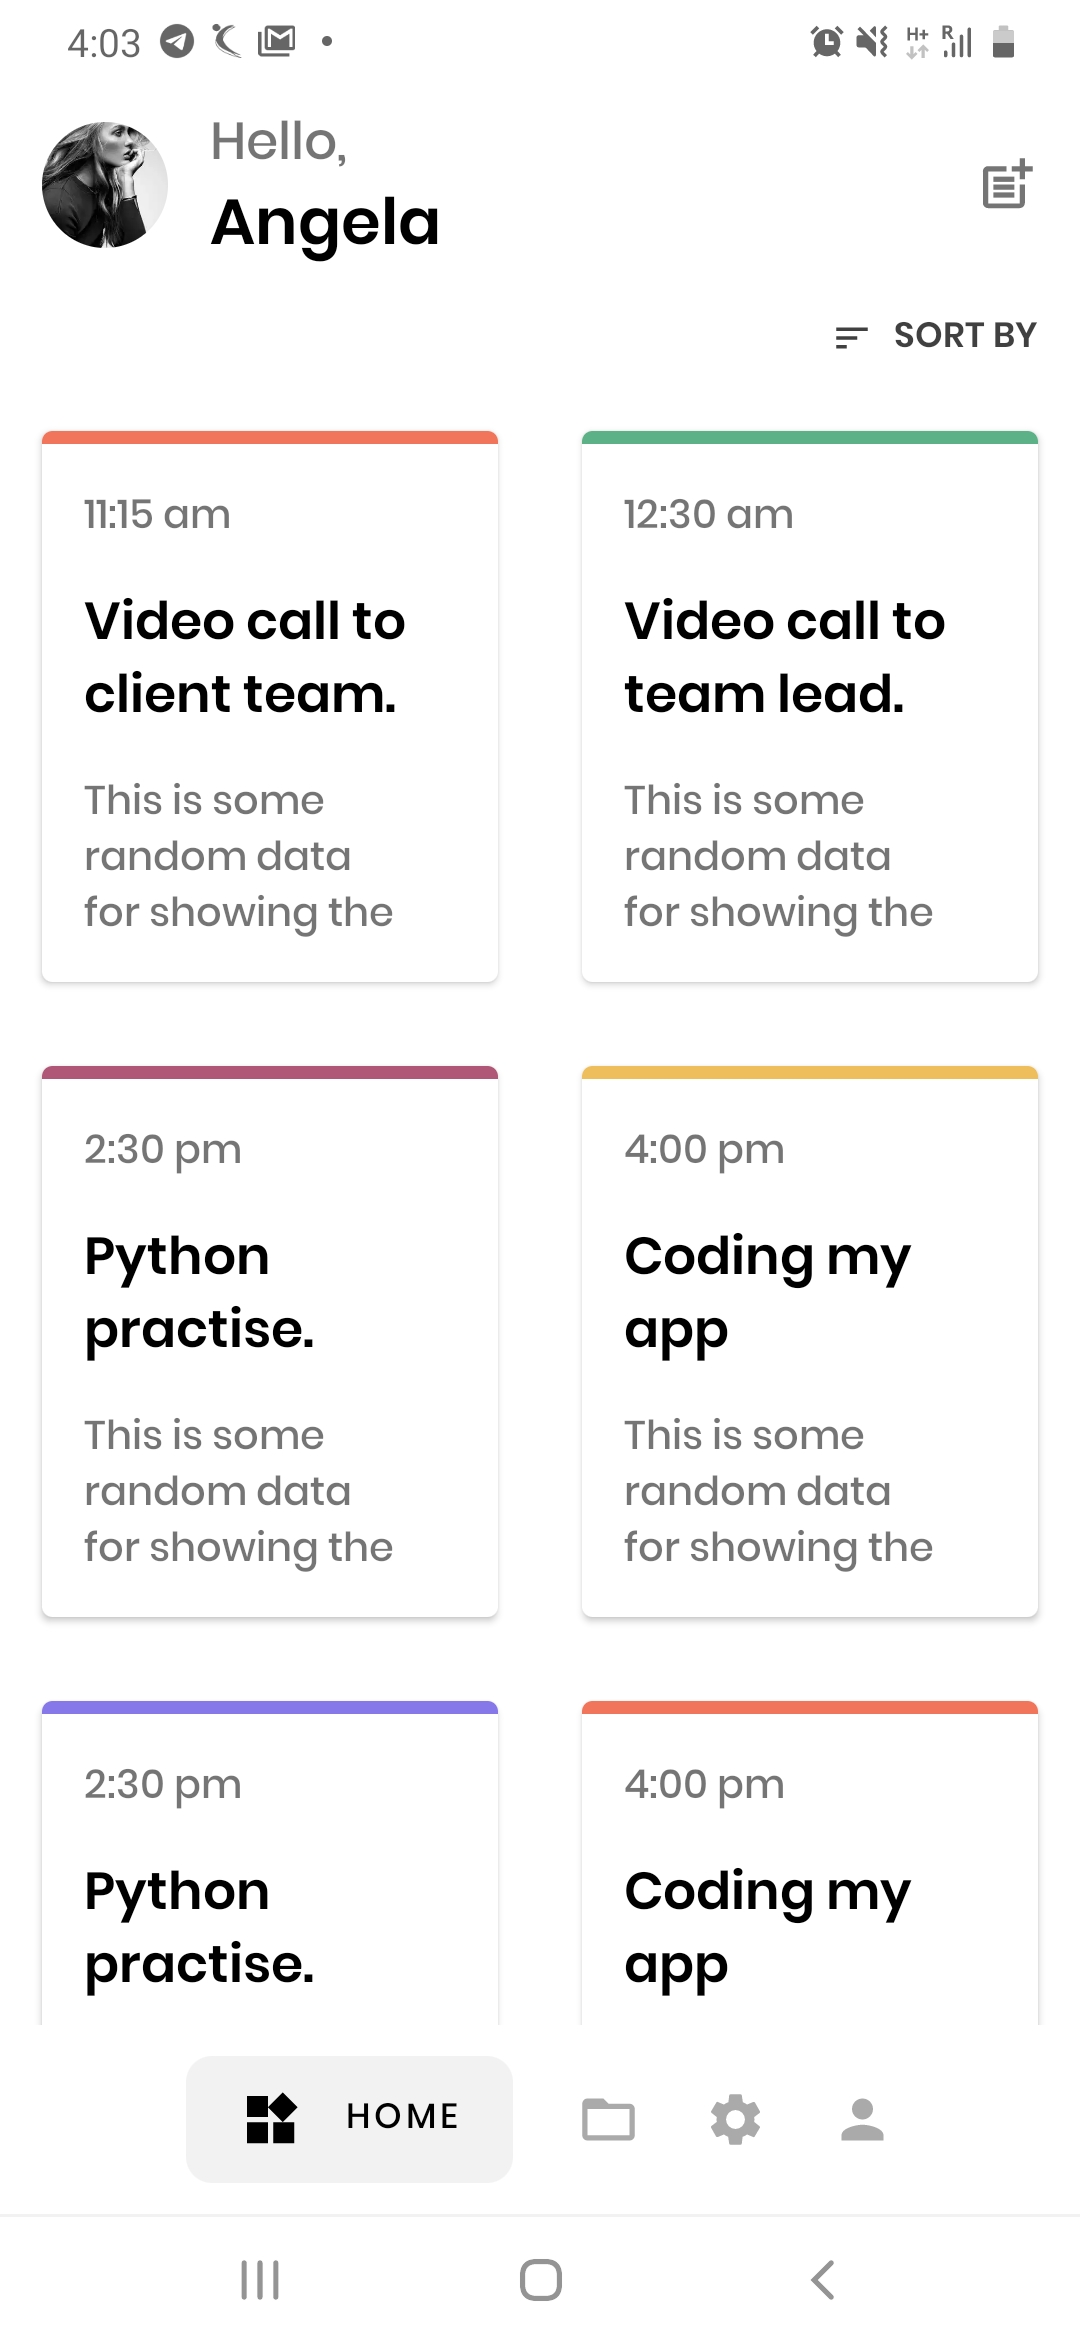 4:03
H+
R
Hello,
Angela
SORT BY
11:15 am
Video call to
client team.
This is some
random data
for showing the
12:30 am
Video call to
team lead.
This is some
random data
for showing the
2:30 pm
Python
practise.
This is some
random data
for showing the
4:00 pm
Coding my
app
This is some
random data
for showing the
2:30 pm
Python
practise.
4:00 pm
Coding my
app
HOME